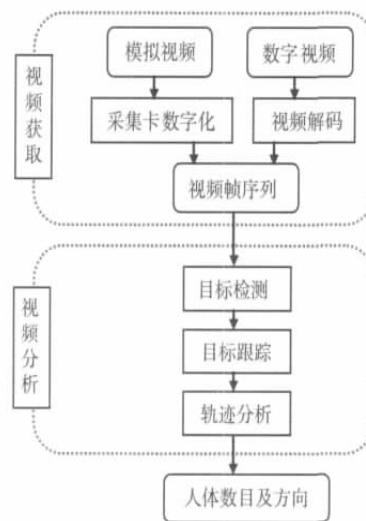 模拟视频
数字视频
视频获取
采集卡数字化
视频解码
视频帧序列
视频分析
目标检测
目标跟踪
轨迹分析
人体数目及方向